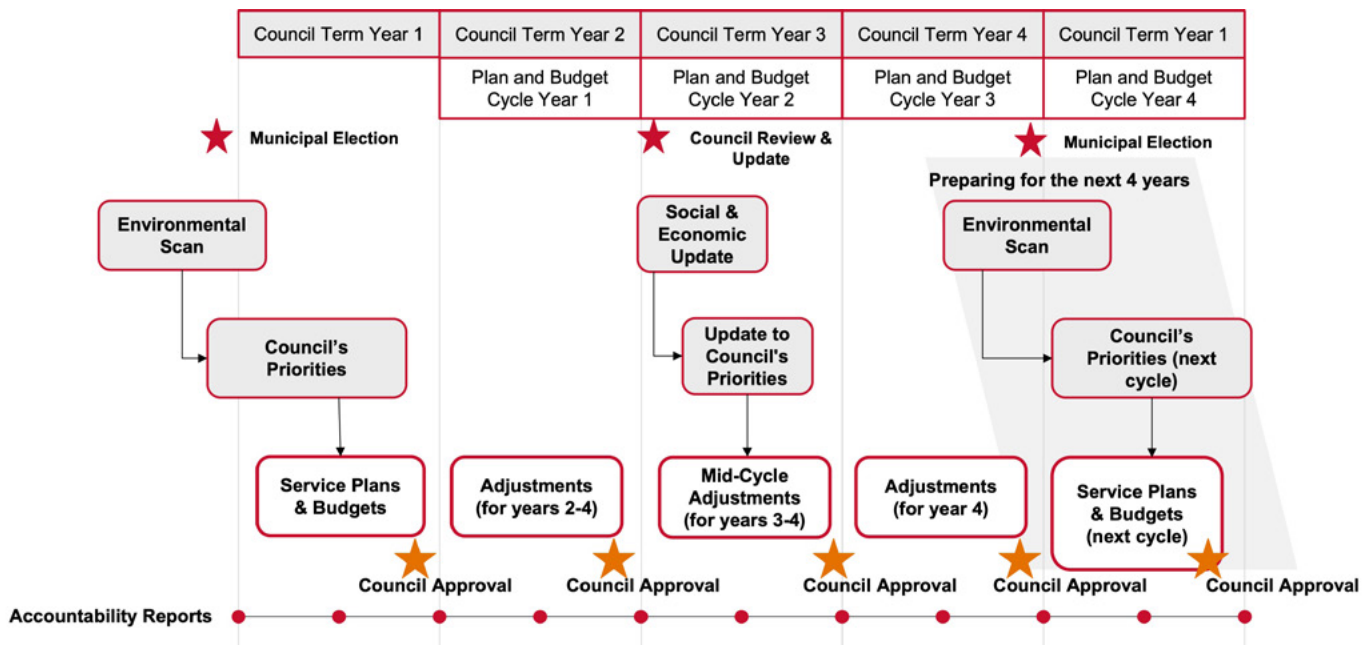 Council Term Year 1
Council Term Year 2
Council Term Year 3
Council Term Year 4
Council Term Year 1
Plan and Budget
Cycle Year 1
Plan and Budget
Cycle Year 2
Plan and Budget
Cycle Year 3
Plan and Budget
Cycle Year 4
Municipal Election
Council Review &
Update
Municipal Election
Preparing for the next 4 years
Environmental
Scan
Social &
Economic
Update
Environmental
Scan
Council's
Priorities
Update to
Council's
Priorities
Council's
Priorities (next
cycle)
Service Plans
& Budgets
Adjustments
(for years 2-4)
Mid-Cycle
Adjustments
(for years 3-4)
Adjustments
(for year 4)
Service Plans
& Budgets
(next cycle)
Council Approval
Council Approval
Council Approval
Council Approval
Council Approval
Accountability Reports